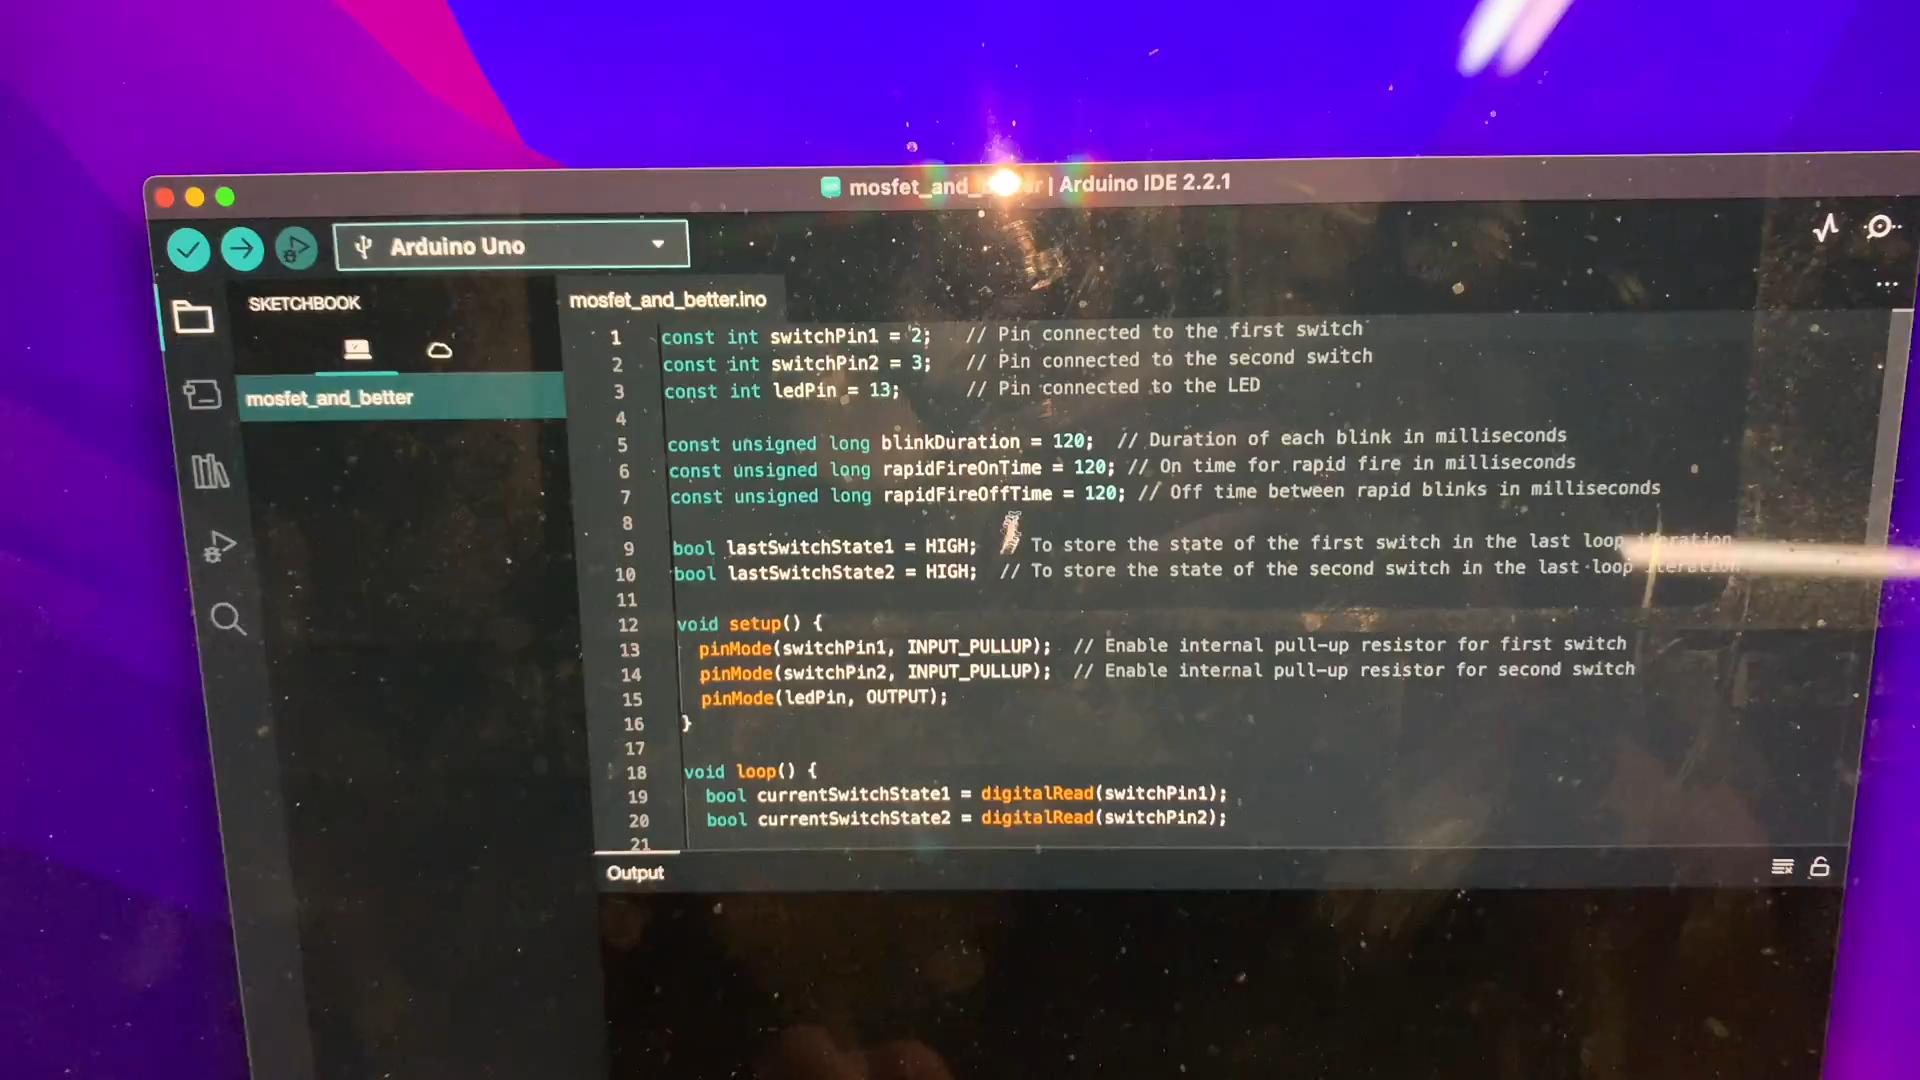 mosfet_and_ | Arduino IDE 2.2.1
Arduino Uno
SKETCHBOOK
mosfet_and_better
mosfet_and_better.ino
1 const int switchPin1 = 2; // Pin connected to the first switch
2 const int switchPin2 = 3; // Pin connected to the second switch
3 const int ledPin = 13; // Pin connected to the LED
4
5 const unsigned long blinkDuration = 120; // Duration of each blink in milliseconds
6 const unsigned long rapidFireOnTime = 120; // On time for rapid fire in milliseconds
7 const unsigned long rapidFireOffTime = 120; // Off time between rapid blinks in milliseconds
8
9 bool lastSwitchState1 = HIGH; To store the state of the first switch in the last loop iteration
10 bool lastSwitchState2 = HIGH; // To store the state of the second switch in the last loop iteration
11
12 void setup() {
13 pinMode(switchPin1, INPUT_PULLUP); // Enable internal pull-up resistor for first switch
14 pinMode(switchPin2, INPUT_PULLUP); // Enable internal pull-up resistor for second switch
15 pinMode(ledPin, OUTPUT);
16 }
17
18 void loop() {
19 bool currentSwitchState1 = digitalRead(switchPin1);
20 bool currentSwitchState2 = digitalRead(switchPin2);
21
Output